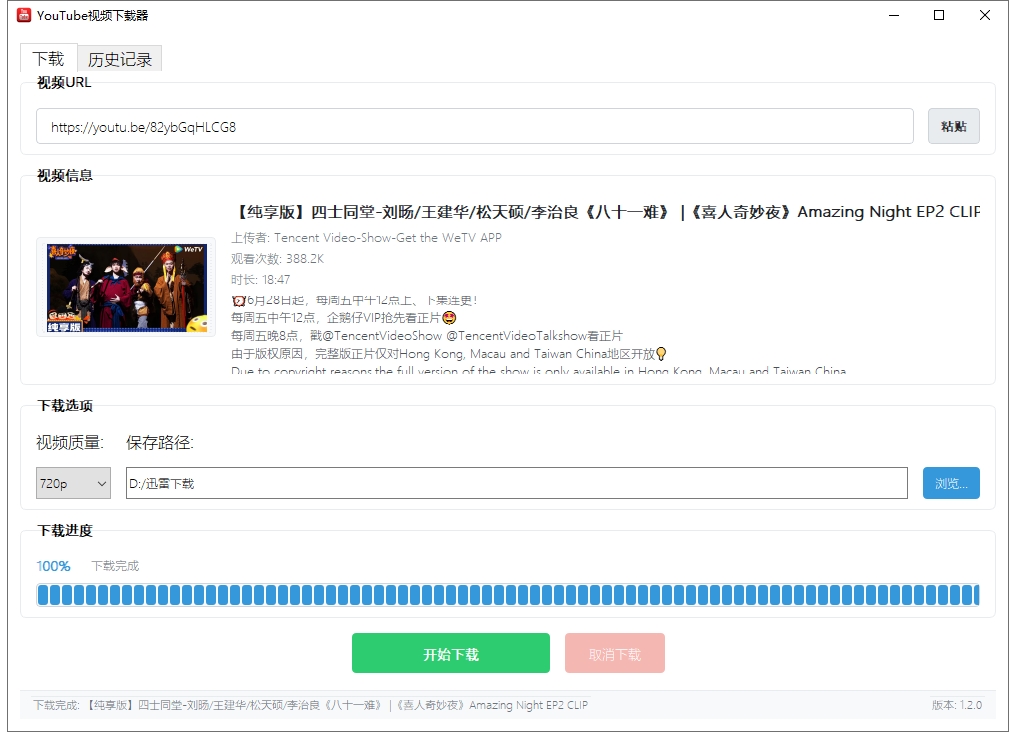 YouTube视频下载器
下载 历史记录
视频URL
https://youtu.be/82ybGqHLCG8 粘贴
视频信息
【纯享版】四士同堂-刘旸/王建华/松天硕/李治良《八十一难》 |《喜人奇妙夜》Amazing Night EP2 CLIP
上传者: Tencent Video-Show-Get the WeTV APP
观看次数: 388.2K
时长: 18:47
WeTV
纯享版
🐷6月28日起，每周五中午12点上、下集连更！
每周五中午12点，企鹅仔VIP抢先看正片🤩
每周五晚8点，戳@TencentVideoShow @TencentVideoTalkshow看正片
由于版权原因，完整版正片仅对Hong Kong, Macau and Taiwan China地区开放💡
Due to copyright reasons,the full version of the show is only available in Hong Kong, Macau and Taiwan China
下载选项
视频质量: 保存路径:
720p D:/迅雷下载 浏览...
下载进度
100% 下载完成
开始下载 取消下载
下载完成: 【纯享版】四士同堂-刘旸/王建华/松天硕/李治良《八十一难》 |《喜人奇妙夜》Amazing Night EP2 CLIP 版本: 1.2.0